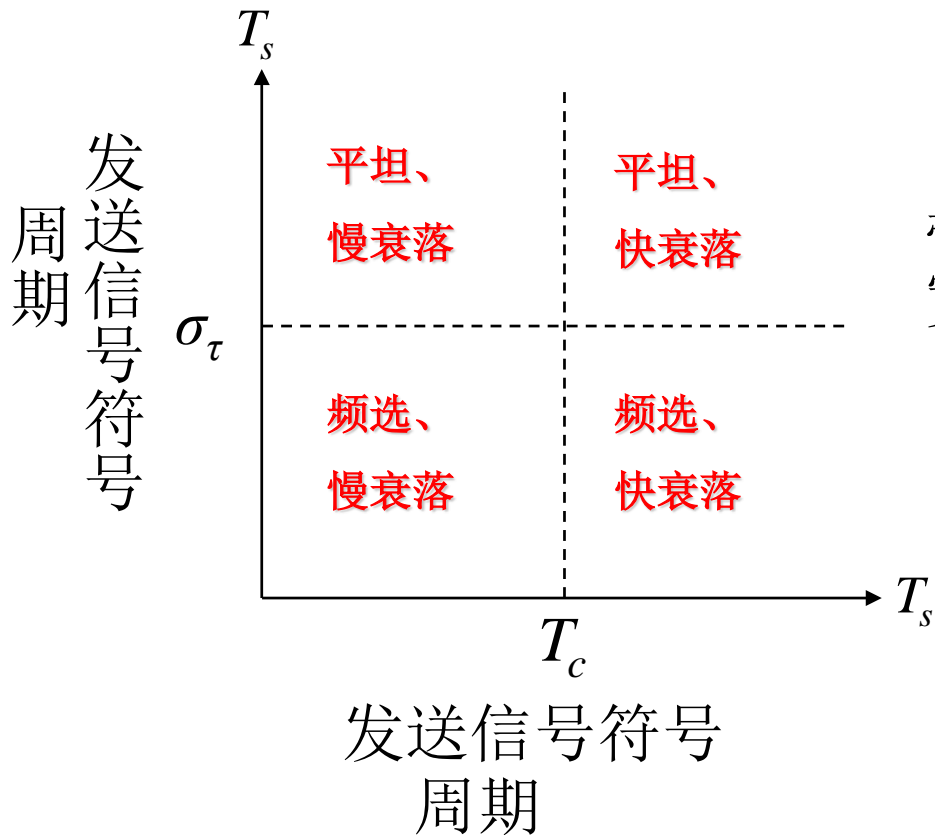 T_s
发送信号符号
周期
平坦、
慢衰落
平坦、
快衰落
σ_τ
频选、
慢衰落
频选、
快衰落
T_s
T_c
发送信号符号
周期